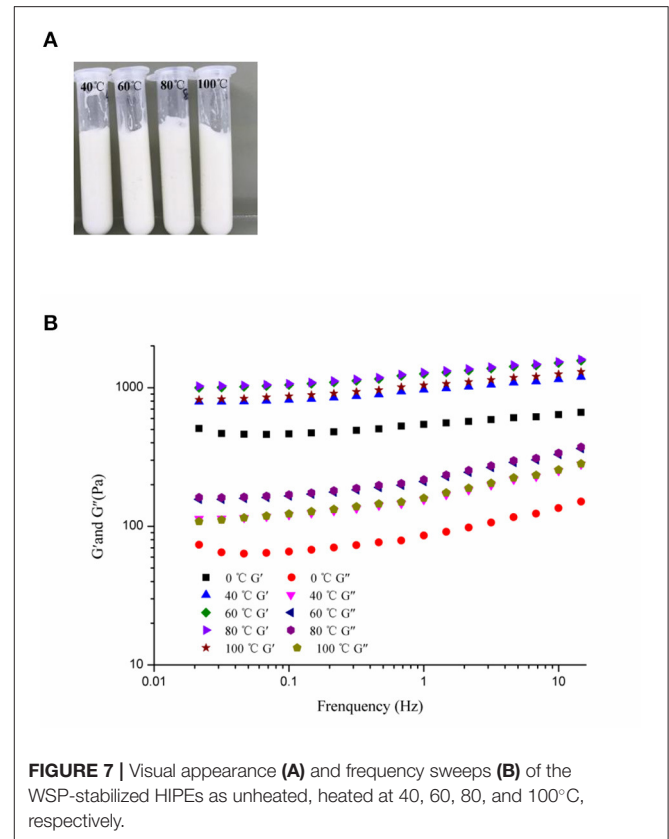 A
40℃ 60℃ 80℃ 100℃
B
G′and G″(Pa)
1000
100
10
0 ℃ G′ 0 ℃ G″
40 ℃ G′ 40 ℃ G″
60 ℃ G′ 60 ℃ G″
80 ℃ G′ 80 ℃ G″
100 ℃ G′ 100 ℃ G″
0.01 0.1 1 10
Frenquency (Hz)
FIGURE 7 | Visual appearance (A) and frequency sweeps (B) of the
WSP-stabilized HIPEs as unheated, heated at 40, 60, 80, and 100°C,
respectively.